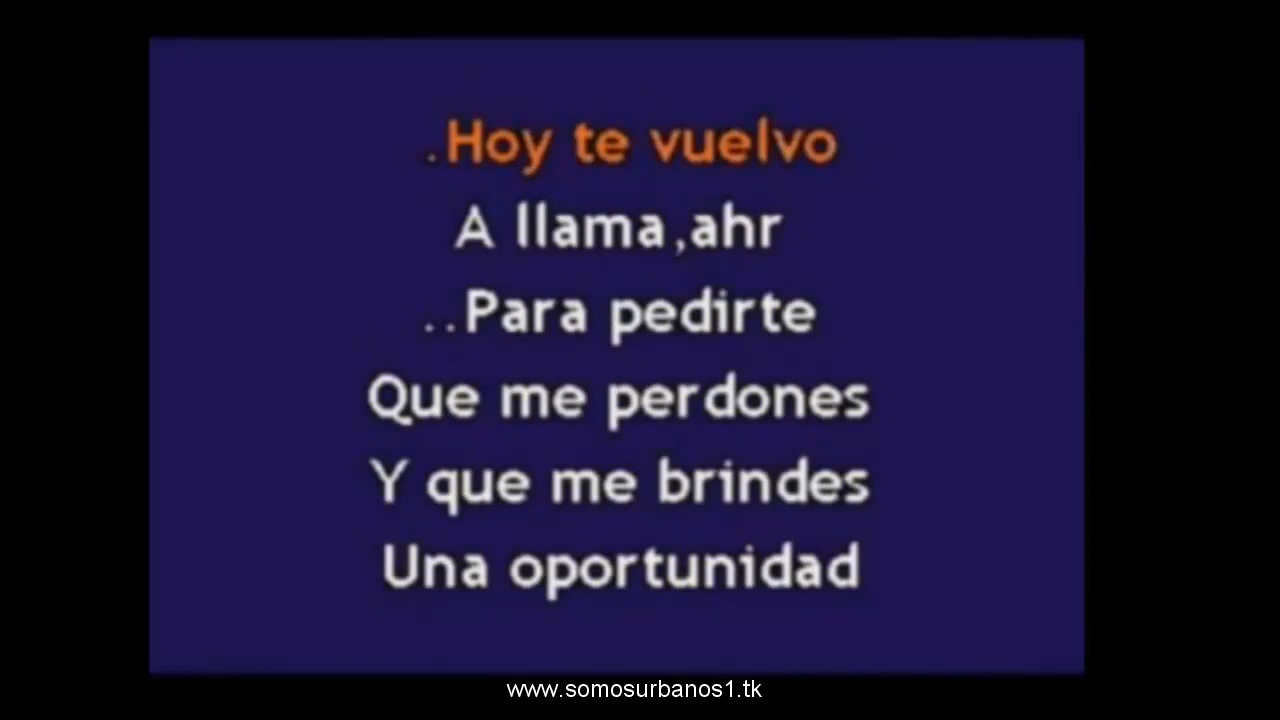 .Hoy te vuelvo
A llama,ahr
..Para pedirte
Que me perdones
Y que me brindes
Una oportunidad
www.somosurbanos1.tk